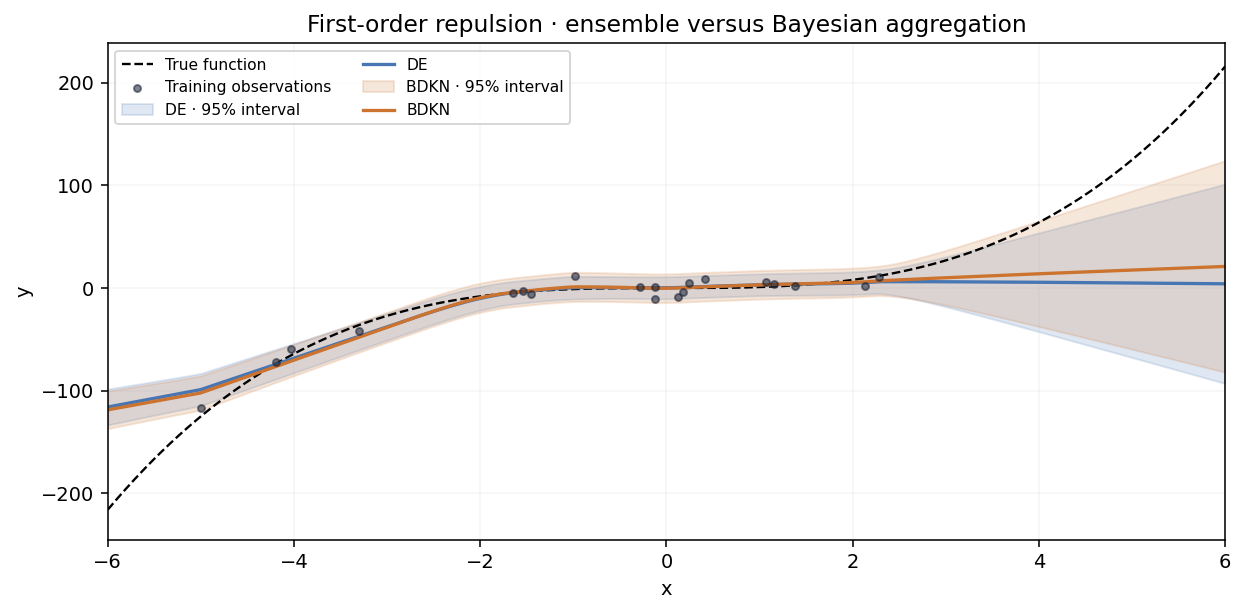 First-order repulsion · ensemble versus Bayesian aggregation
True function
Training observations
DE · 95% interval
DE
BDKN · 95% interval
BDKN
y
200
100
0
−100
−200
−6
−4
−2
0
2
4
6
x